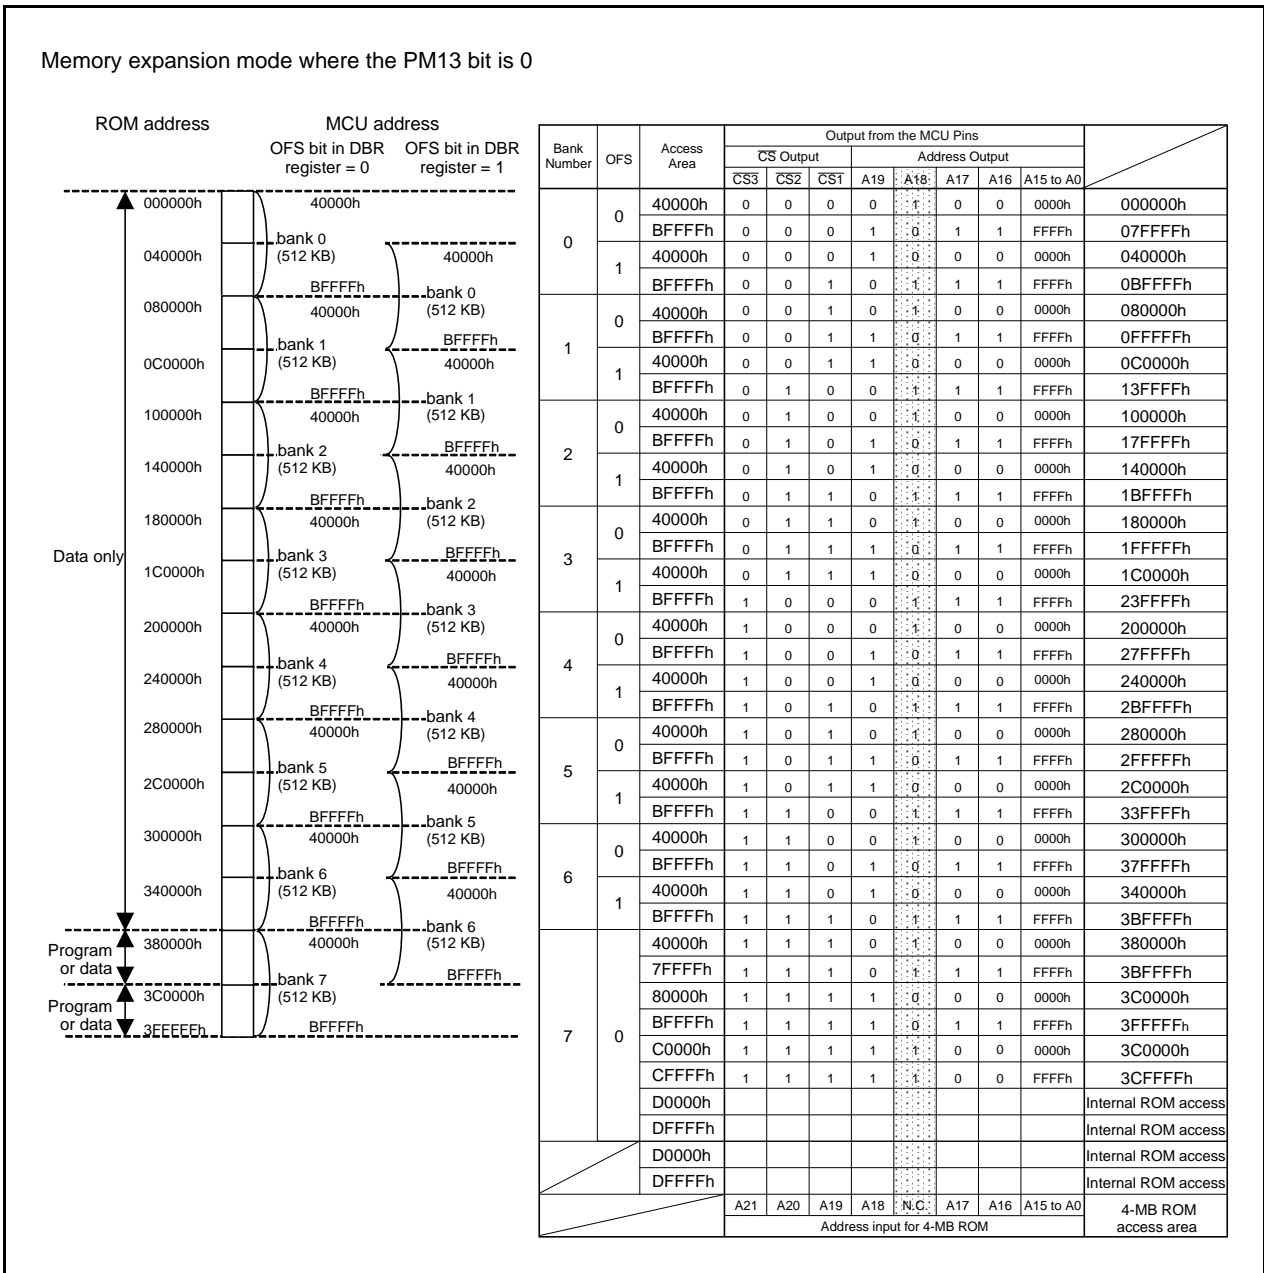 Memory expansion mode where the PM13 bit is 0
ROM address
MCU address
OFS bit in DBR register = 0
OFS bit in DBR register = 1
000000h 40000h
bank 0
040000h (512 KB) 40000h
BFFFFh bank 0
080000h 40000h (512 KB)
bank 1 BFFFFh
0C0000h (512 KB) 40000h
BFFFFh bank 1
100000h 40000h (512 KB)
bank 2 BFFFFh
140000h (512 KB) 40000h
BFFFFh bank 2
180000h 40000h (512 KB)
Data only bank 3 BFFFFh
1C0000h (512 KB) 40000h
BFFFFh bank 3
200000h 40000h (512 KB)
bank 4 BFFFFh
240000h (512 KB) 40000h
BFFFFh bank 4
280000h 40000h (512 KB)
bank 5 BFFFFh
2C0000h (512 KB) 40000h
BFFFFh bank 5
300000h 40000h (512 KB)
bank 6 BFFFFh
340000h (512 KB) 40000h
BFFFFh bank 6
Program or data 380000h 40000h (512 KB)
bank 7 BFFFFh
Program or data 3C0000h (512 KB)
3FFFFFh BFFFFh
Bank Number OFS Access Area Output from the MCU Pins
CS Output Address Output
CS3 CS2 CS1 A19 A18 A17 A16 A15 to A0
0 0 40000h 0 0 0 0 1 0 0 0000h 000000h
BFFFFh 0 0 0 1 0 1 1 FFFFh 07FFFFh
1 40000h 0 0 0 1 0 0 0 0000h 040000h
BFFFFh 0 0 1 0 1 1 1 FFFFh 0BFFFFh
1 0 40000h 0 0 1 0 1 0 0 0000h 080000h
BFFFFh 0 0 1 1 0 1 1 FFFFh 0FFFFFh
1 40000h 0 0 1 1 0 0 0 0000h 0C0000h
BFFFFh 0 1 0 0 1 1 1 FFFFh 13FFFFh
2 0 40000h 0 1 0 0 1 0 0 0000h 100000h
BFFFFh 0 1 0 1 0 1 1 FFFFh 17FFFFh
1 40000h 0 1 0 1 0 0 0 0000h 140000h
BFFFFh 0 1 1 0 1 1 1 FFFFh 1BFFFFh
3 0 40000h 0 1 1 0 1 0 0 0000h 180000h
BFFFFh 0 1 1 1 0 1 1 FFFFh 1FFFFFh
1 40000h 0 1 1 1 0 0 0 0000h 1C0000h
BFFFFh 1 0 0 0 1 1 1 FFFFh 23FFFFh
4 0 40000h 1 0 0 0 1 0 0 0000h 200000h
BFFFFh 1 0 0 1 0 1 1 FFFFh 27FFFFh
1 40000h 1 0 0 1 0 0 0 0000h 240000h
BFFFFh 1 0 1 0 1 1 1 FFFFh 2BFFFFh
5 0 40000h 1 0 1 0 1 0 0 0000h 280000h
BFFFFh 1 0 1 1 0 1 1 FFFFh 2FFFFFh
1 40000h 1 0 1 1 0 0 0 0000h 2C0000h
BFFFFh 1 1 0 0 1 1 1 FFFFh 33FFFFh
6 0 40000h 1 1 0 0 1 0 0 0000h 300000h
BFFFFh 1 1 0 1 0 1 1 FFFFh 37FFFFh
1 40000h 1 1 0 1 0 0 0 0000h 340000h
BFFFFh 1 1 1 0 1 1 1 FFFFh 3BFFFFh
7 0 40000h 1 1 1 0 1 0 0 0000h 380000h
7FFFFh 1 1 1 0 1 1 1 FFFFh 3BFFFFh
80000h 1 1 1 1 0 0 0 0000h 3C0000h
BFFFFh 1 1 1 1 0 1 1 FFFFh 3FFFFFh
C0000h 1 1 1 1 1 0 0 0000h 3C0000h
CFFFFh 1 1 1 1 1 0 0 FFFFh 3CFFFFh
D0000h Internal ROM access
DFFFFh Internal ROM access
D0000h Internal ROM access
DFFFFh Internal ROM access
A21 A20 A19 A18 N.C. A17 A16 A15 to A0 4-MB ROM access area
Address input for 4-MB ROM